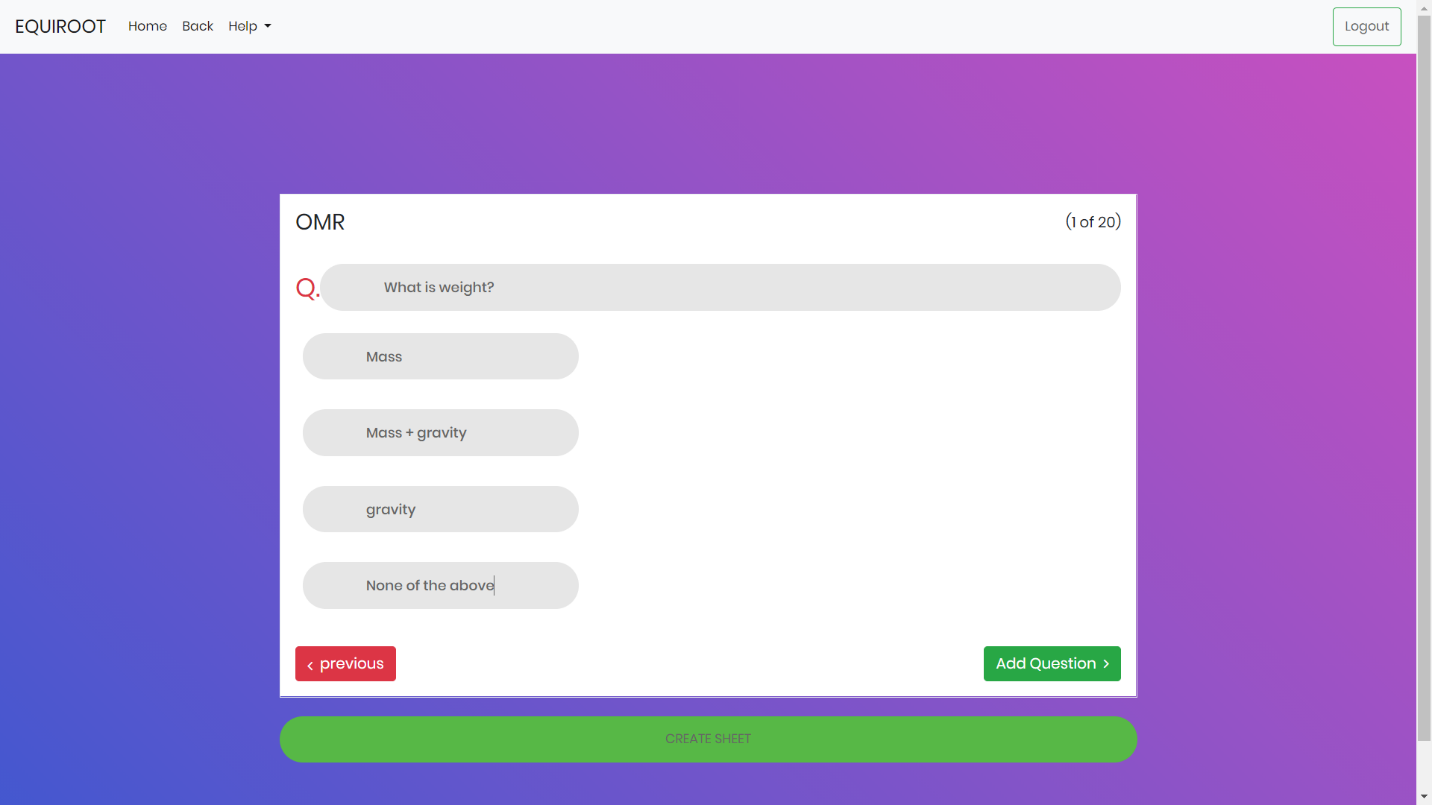 EQUIROOT Home Back Help Logout
OMR (1 of 20)
Q. What is weight?
Mass
Mass + gravity
gravity
None of the above
previous Add Question
CREATE SHEET